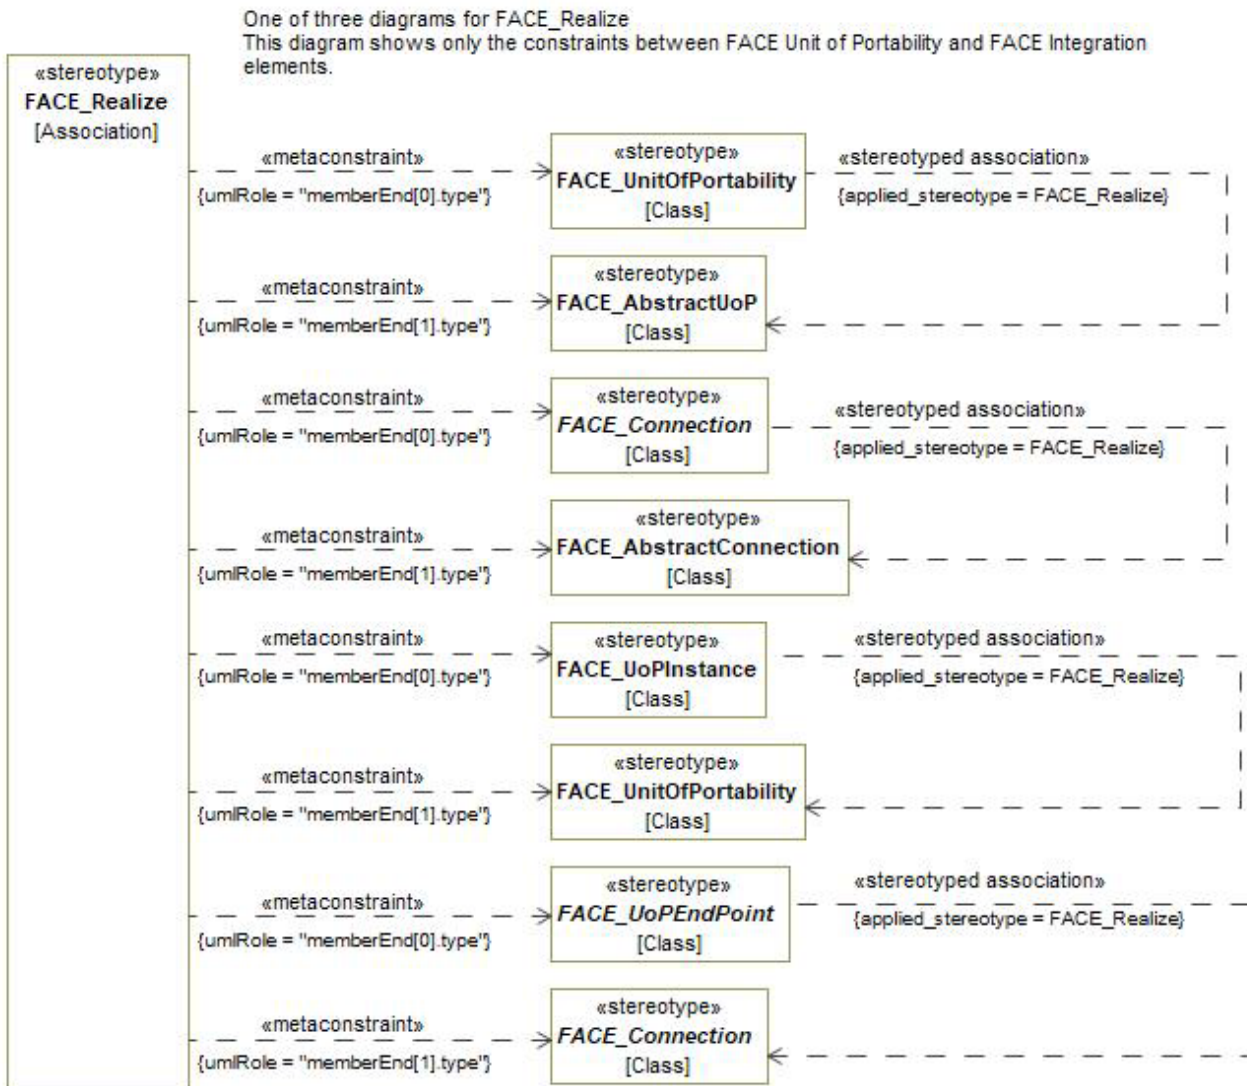 One of three diagrams for FACE_Realize
This diagram shows only the constraints between FACE Unit of Portability and FACE Integration
elements.
«stereotype»
FACE_Realize
[Association]
«metaconstraint»
{umlRole = "memberEnd[0].type"}
«stereotype»
FACE_UnitOfPortability
[Class]
«stereotyped association»
{applied_stereotype = FACE_Realize}
«metaconstraint»
{umlRole = "memberEnd[1].type"}
«stereotype»
FACE_AbstractUoP
[Class]
«metaconstraint»
{umlRole = "memberEnd[0].type"}
«stereotype»
FACE_Connection
[Class]
«stereotyped association»
{applied_stereotype = FACE_Realize}
«metaconstraint»
{umlRole = "memberEnd[1].type"}
«stereotype»
FACE_AbstractConnection
[Class]
«metaconstraint»
{umlRole = "memberEnd[0].type"}
«stereotype»
FACE_UoPInstance
[Class]
«stereotyped association»
{applied_stereotype = FACE_Realize}
«metaconstraint»
{umlRole = "memberEnd[1].type"}
«stereotype»
FACE_UnitOfPortability
[Class]
«metaconstraint»
{umlRole = "memberEnd[0].type"}
«stereotype»
FACE_UoPEndPoint
[Class]
«stereotyped association»
{applied_stereotype = FACE_Realize}
«metaconstraint»
{umlRole = "memberEnd[1].type"}
«stereotype»
FACE_Connection
[Class]